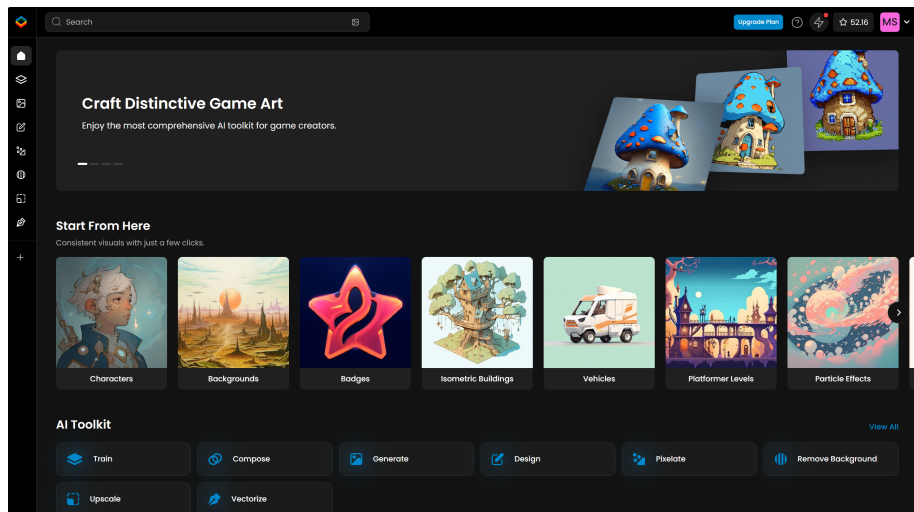 Search
Upgrade Plan
52.16
MS
Craft Distinctive Game Art
Enjoy the most comprehensive AI toolkit for game creators.
Start From Here
Consistent visuals with just a few clicks.
Characters
Backgrounds
Badges
Isometric Buildings
Vehicles
Platformer Levels
Particle Effects
AI Toolkit
View All
Train
Compose
Generate
Design
Pixelate
Remove Background
Upscale
Vectorize